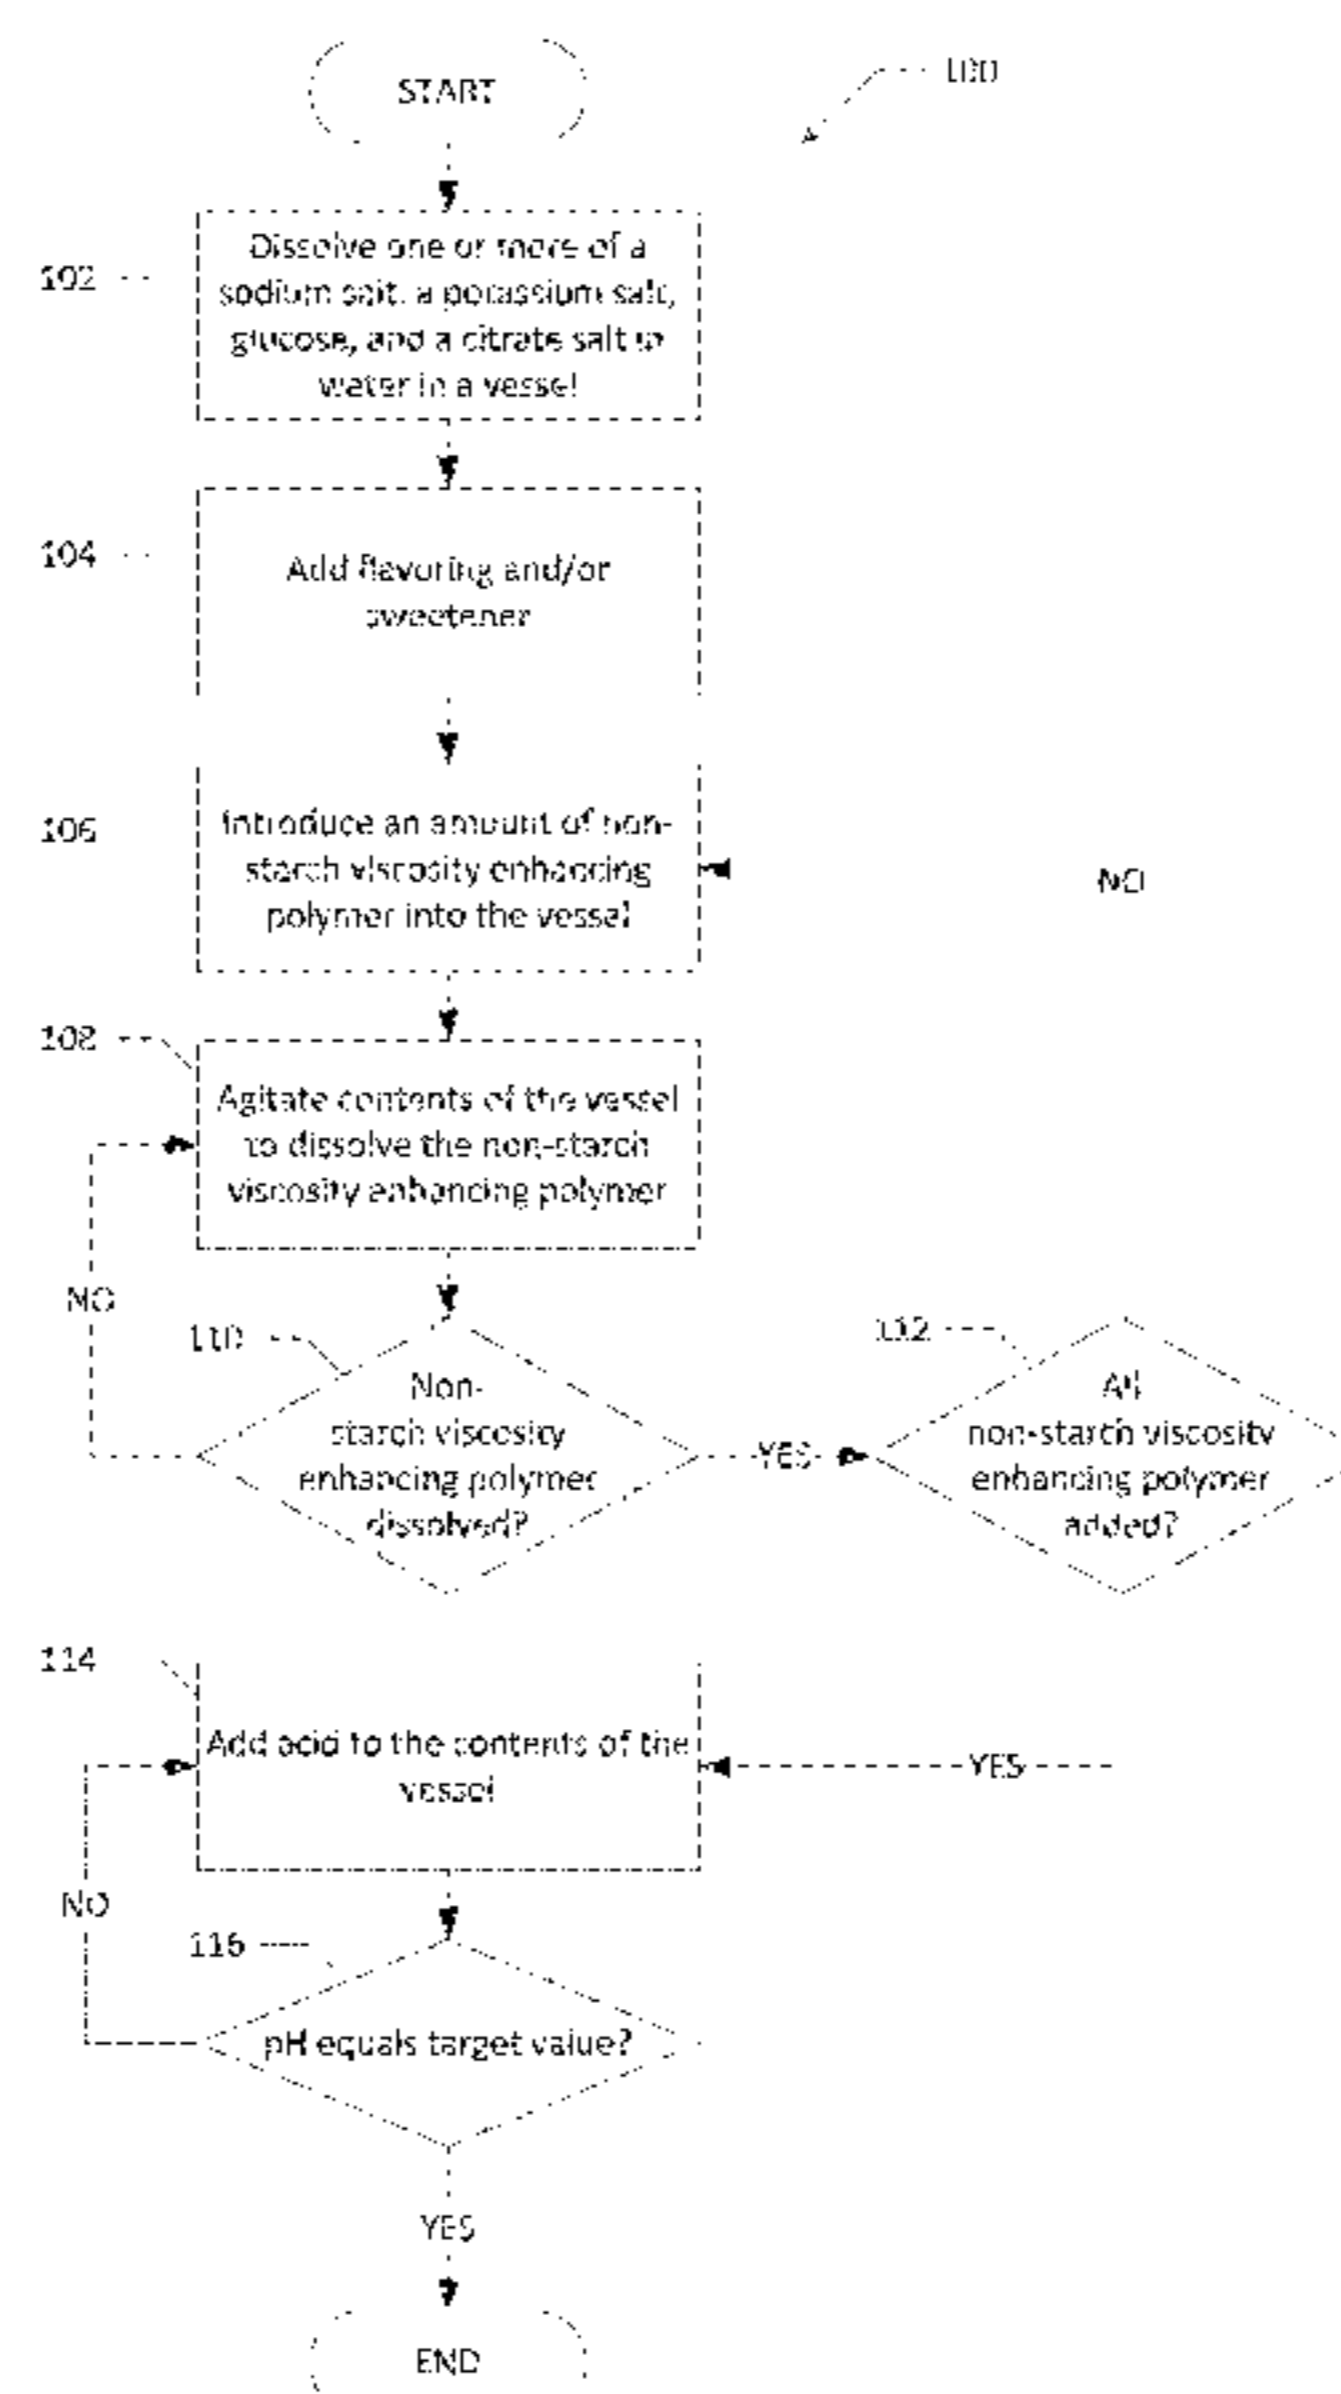 START
100
102
Dissolve one or more of a
sodium salt, a potassium salt,
glucose, and a citrate salt in
water in a vessel
104
Add flavoring and/or
sweetener
106
Introduce an amount of non-
starch viscosity enhancing
polymer into the vessel
NO
108
Agitate contents of the vessel
to dissolve the non-starch
viscosity enhancing polymer
NO
110
Non-
starch viscosity
enhancing polymer
dissolved?
YES
112
All
non-starch viscosity
enhancing polymer
added?
114
Add acid to the contents of the
vessel
YES
NO
116
pH equals target value?
YES
END